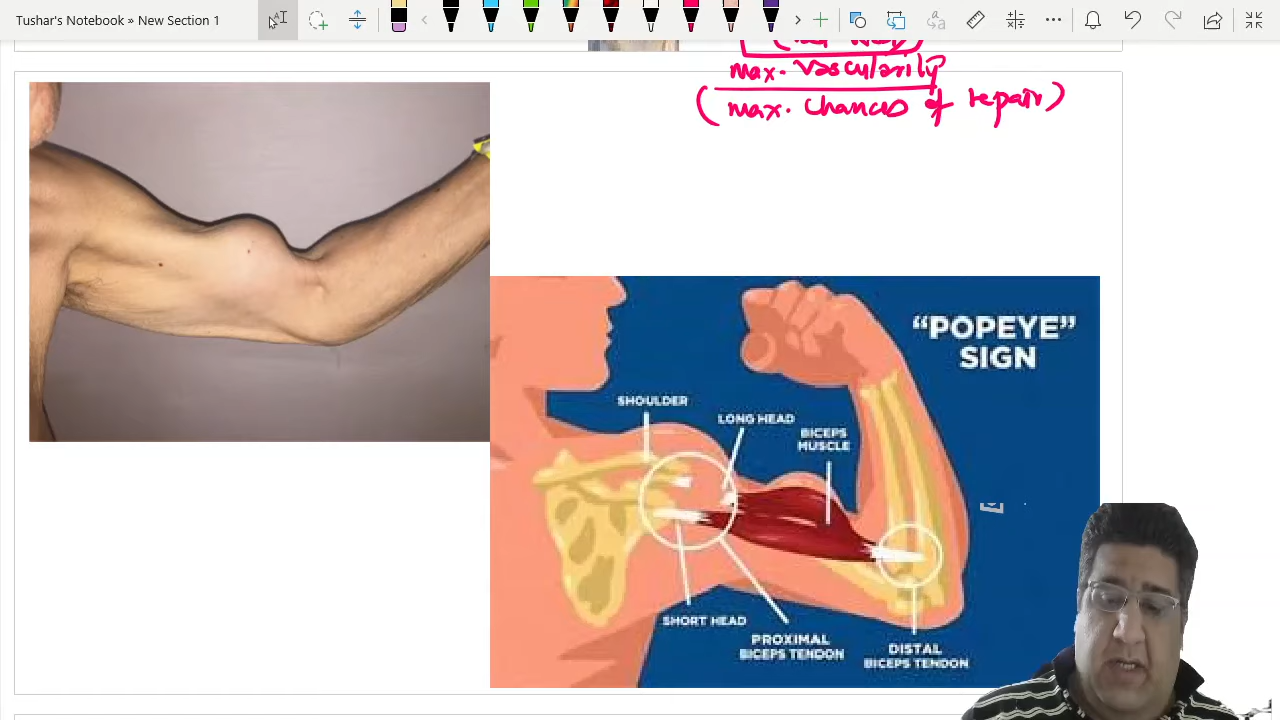 Tushar's Notebook » New Section 1
max. vascularity
(max. chances of repair)
"POPEYE"
SIGN
SHOULDER
LONG HEAD
BICEPS
MUSCLE
SHORT HEAD
PROXIMAL
BICEPS TENDON
DISTAL
BICEPS TENDON